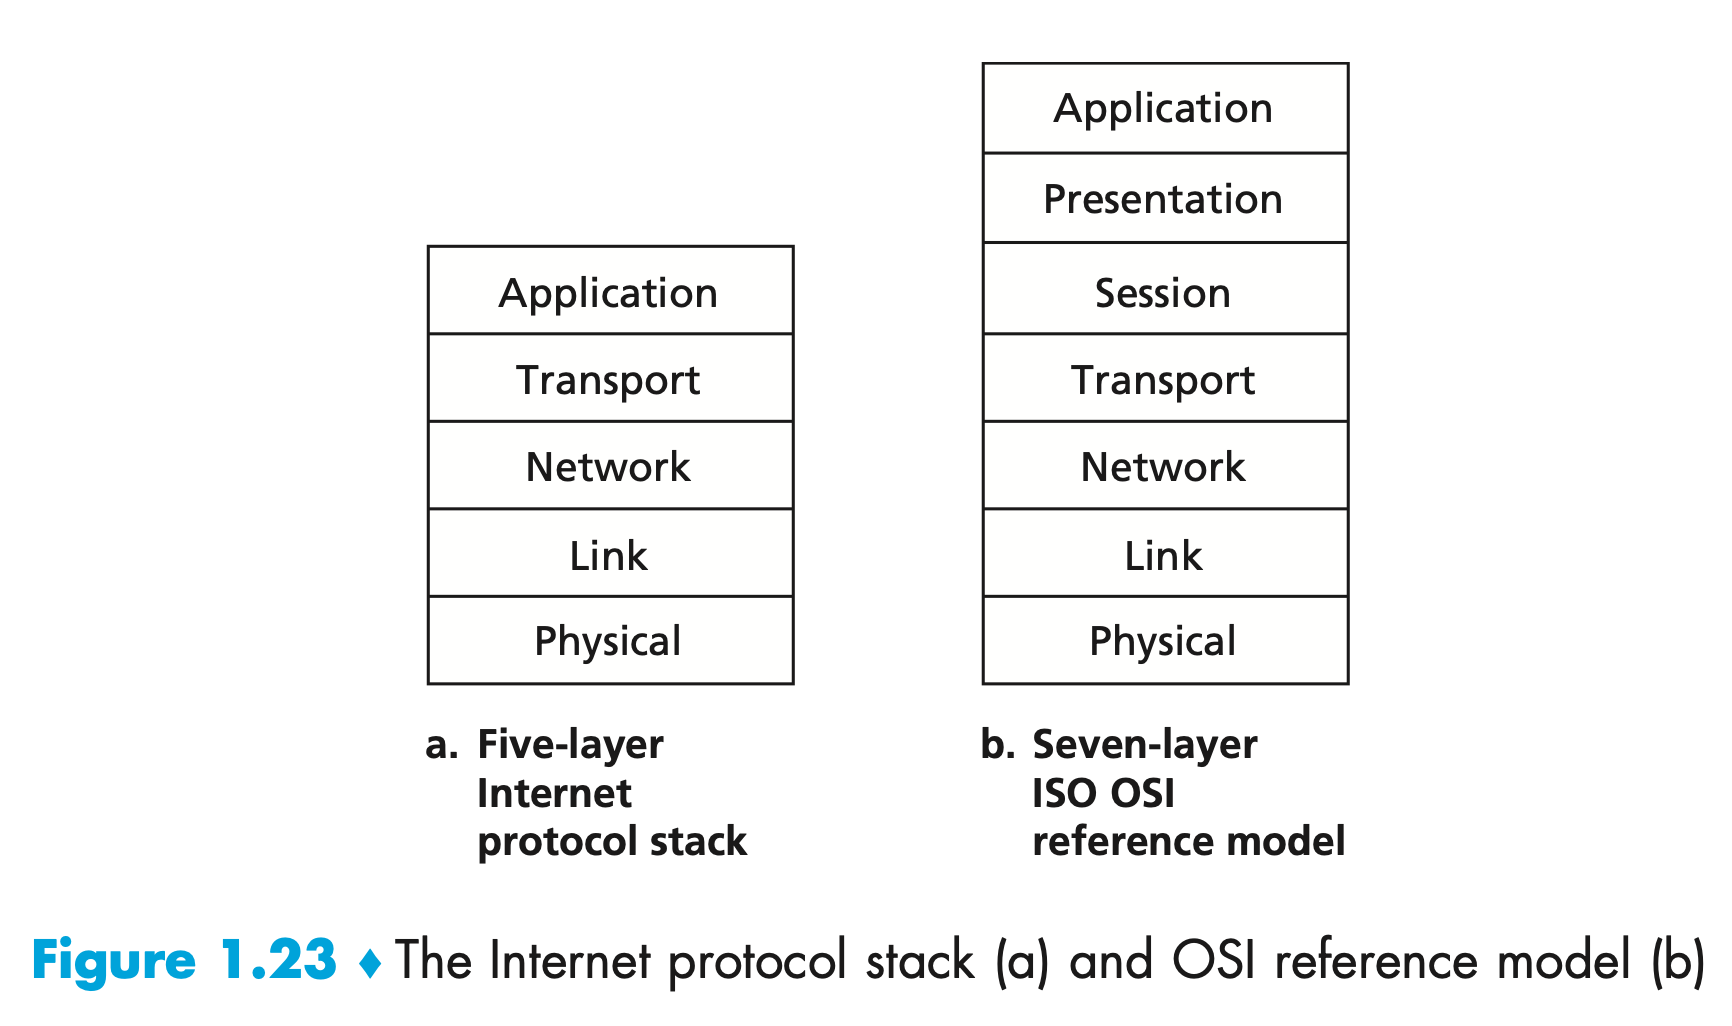 Application
Transport
Network
Link
Physical
a. Five-layer
Internet
protocol stack
Application
Presentation
Session
Transport
Network
Link
Physical
b. Seven-layer
ISO OSI
reference model
Figure 1.23 ♦ The Internet protocol stack (a) and OSI reference model (b)